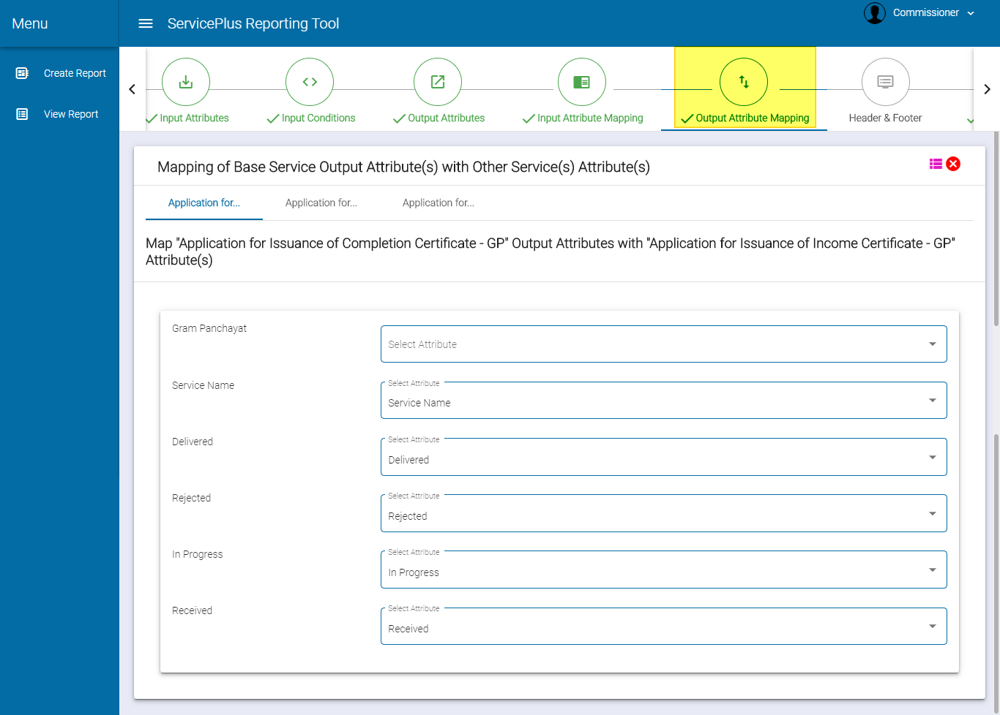 Menu
ServicePlus Reporting Tool
Commissioner
Create Report
View Report
Input Attributes
Input Conditions
Output Attributes
Input Attribute Mapping
Output Attribute Mapping
Header & Footer
Mapping of Base Service Output Attribute(s) with Other Service(s) Attribute(s)
Application for...
Application for...
Application for...
Map "Application for Issuance of Completion Certificate - GP" Output Attributes with "Application for Issuance of Income Certificate - GP"
Attribute(s)
Gram Panchayat
Select Attribute
Service Name
Select Attribute
Service Name
Delivered
Select Attribute
Delivered
Rejected
Select Attribute
Rejected
In Progress
Select Attribute
In Progress
Received
Select Attribute
Received